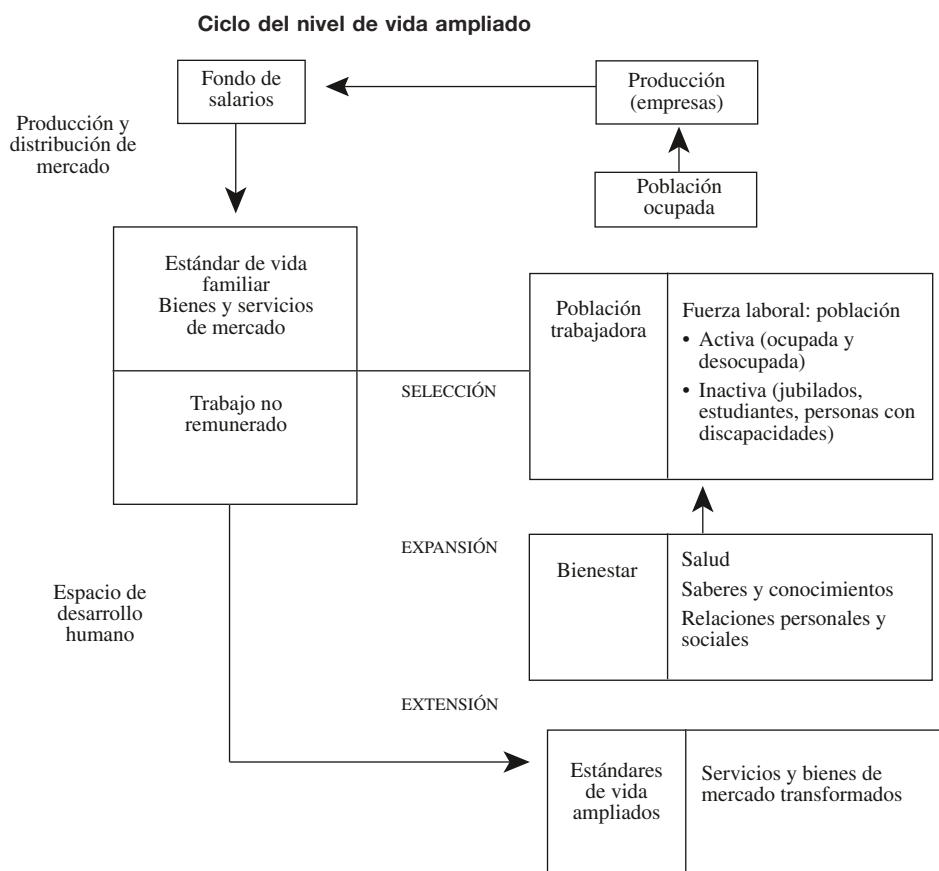 Ciclo del nivel de vida ampliado
Fondo de
salarios
Producción
(empresas)
Producción y
distribución de
mercado
Población
ocupada
Estándar de vida
familiar
Bienes y servicios
de mercado
Población
trabajadora
Fuerza laboral: población
• Activa (ocupada y
desocupada)
• Inactiva (jubilados,
estudiantes, personas con
discapacidades)
SELECCIÓN
Trabajo no
remunerado
EXPANSIÓN
Bienestar
Salud
Saberes y conocimientos
Relaciones personales y
sociales
Espacio de
desarrollo
humano
EXTENSIÓN
Estándares
de vida
ampliados
Servicios y bienes de
mercado transformados